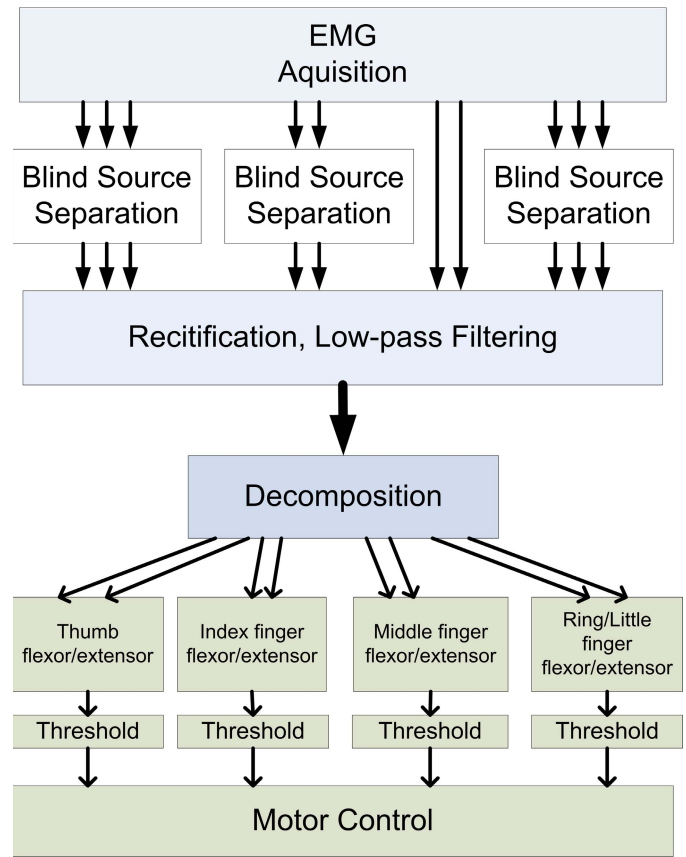 EMG
Aquisition
Blind Source
Separation
Blind Source
Separation
Blind Source
Separation
Recitification, Low-pass Filtering
Decomposition
Thumb
flexor/extensor
Index finger
flexor/extensor
Middle finger
flexor/extensor
Ring/Little
finger
flexor/extensor
Threshold
Threshold
Threshold
Threshold
Motor Control